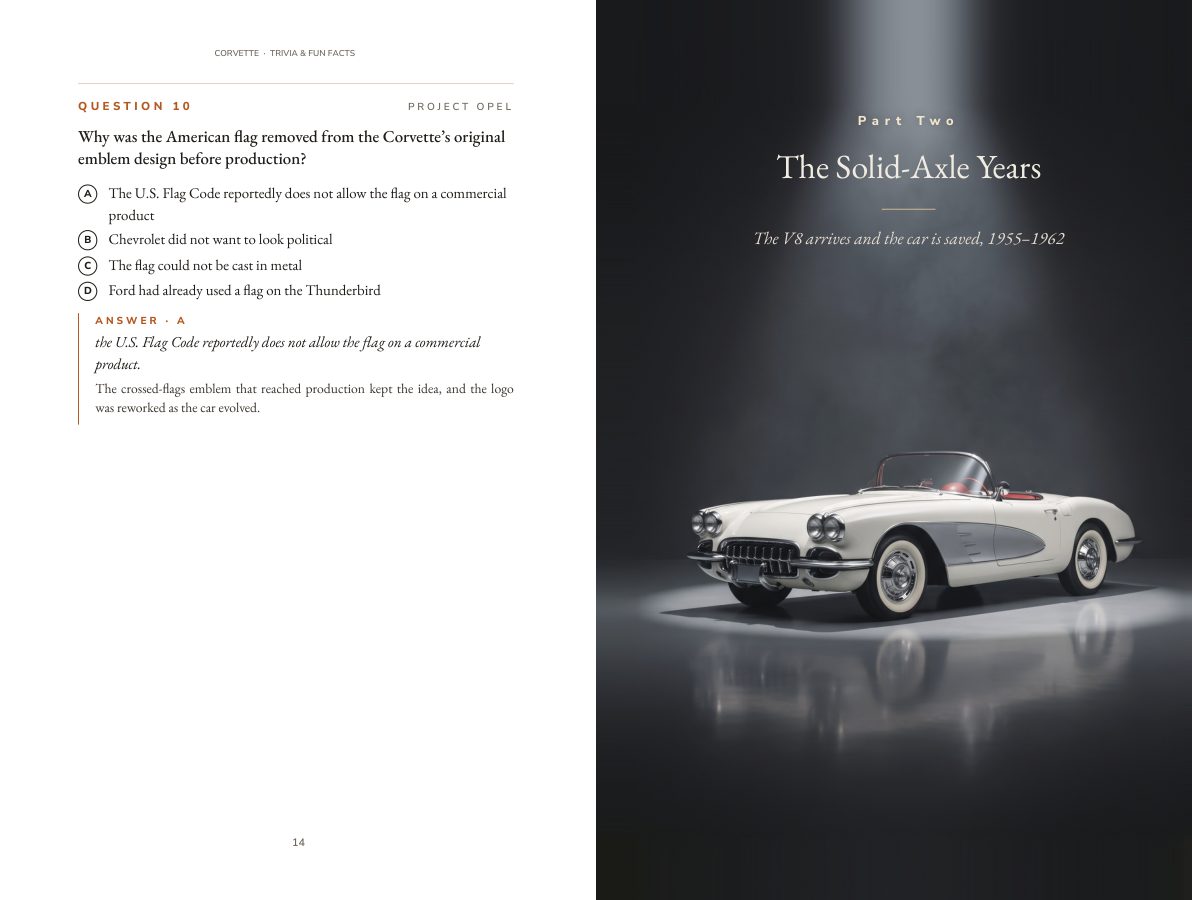 CORVETTE · TRIVIA & FUN FACTS
QUESTION 10
PROJECT OPEL
Why was the American flag removed from the Corvette’s original
emblem design before production?
A The U.S. Flag Code reportedly does not allow the flag on a commercial
product
B Chevrolet did not want to look political
C The flag could not be cast in metal
D Ford had already used a flag on the Thunderbird
ANSWER · A
the U.S. Flag Code reportedly does not allow the flag on a commercial
product.
The crossed-flags emblem that reached production kept the idea, and the logo
was reworked as the car evolved.
14
Part Two
The Solid-Axle Years
The V8 arrives and the car is saved, 1955–1962